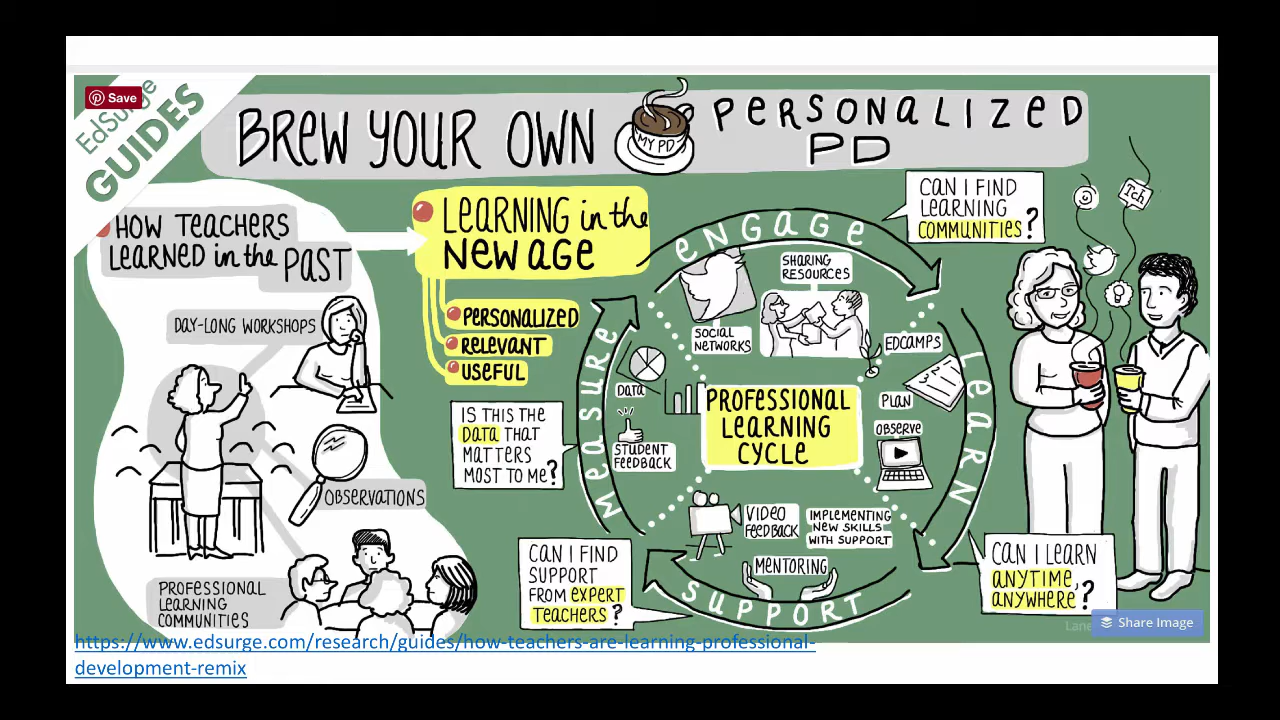 Save
EdSurge
GUIDES
BREW YOUR OWN
MY PD
PERSONALIZED
PD
HOW TEACHERS
LEARNED in the PAST
DAY-LONG WORKSHOPS
OBSERVATIONS
PROFESSIONAL
LEARNING
COMMUNITIES
LEARNING in the
NEW AGE
PERSONALIZED
RELEVANT
USEFUL
IS THIS THE
DATA THAT
MATTERS
MOST TO ME?
ENGAGE
SHARING
RESOURCES
SOCIAL
NETWORKS
EDCAMPS
CAN I FIND
LEARNING
COMMUNITIES?
Tch.
LEARN
PLAN
OBSERVE
CAN I LEARN
ANYTIME,
ANYWHERE?
PROFESSIONAL
LEARNING
CYCLE
SUPPORT
VIDEO
FEEDBACK
IMPLEMENTING
NEW SKILLS
WITH SUPPORT
MENTORING
CAN I FIND
SUPPORT
FROM EXPERT
TEACHERS?
MEASURE
DATA
STUDENT
FEEDBACK
Share Image
https://www.edsurge.com/research/guides/how-teachers-are-learning-professional-
development-remix